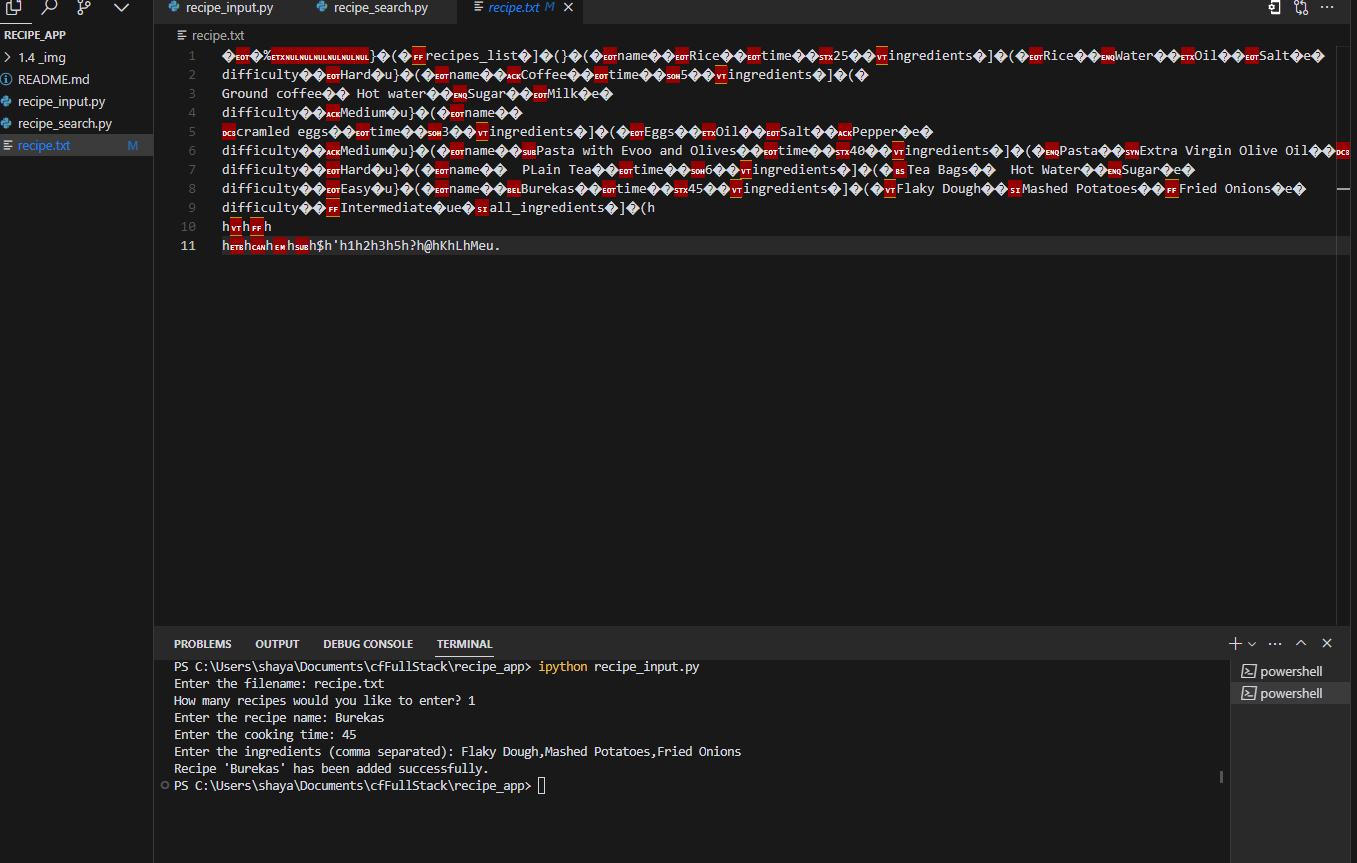 recipe_input.py
recipe_search.py
recipe.txt M
RECIPE_APP
1.4 _img
README.md
recipe_input.py
recipe_search.py
recipe.txt M
recipe.txt
1 �EOT�%ETXNULNULNULNULNULNULNUL}�(�FFrecipes_list�]�(}�(�EOTname��EOTRice��EOTtime��STX25��VTingredients�]�(�EOTRice��ENQWater��ETXOil��EOTSalt�e�
2 difficulty��EOTHard�u}�(�EOTname��ACKCoffee��EOTtime��SOH5��VTingredients�]�(�
3 Ground coffee�� Hot water��ENQSugar��EOTMilk�e�
4 difficulty��ACKMedium�u}�(�EOTname��
5 DC3cramled eggs��EOTtime��SOH3��VTingredients�]�(�EOTEggs��ETXOil��EOTSalt��ACKPepper�e�
6 difficulty��ACKMedium�u}�(�EOTname��SUBPasta with Evoo and Olives��EOTtime��STX40��VTingredients�]�(�ENQPasta��SYNExtra Virgin Olive Oil��
7 difficulty��EOTHard�u}�(�EOTname�� PLain Tea��EOTtime��SOH6��VTingredients�]�(�BSTea Bags�� Hot Water��ENQSugar�e�
8 difficulty��EOTEasy�u}�(�EOTname��BELBurekas��EOTtime��STX45��VTingredients�]�(�VTFlaky Dough��SIMashed Potatoes��FFFried Onions�e�
9 difficulty��FFIntermediate�ue�SIall_ingredients�]�(h
10 hVThFFh
11 hETBhCANhEMhSUBh$h'h1h2h3h5h?h@hKhLhMeu.
PROBLEMS OUTPUT DEBUG CONSOLE TERMINAL
PS C:\Users\shaya\Documents\cfFullStack\recipe_app> ipython recipe_input.py
Enter the filename: recipe.txt
How many recipes would you like to enter? 1
Enter the recipe name: Burekas
Enter the cooking time: 45
Enter the ingredients (comma separated): Flaky Dough,Mashed Potatoes,Fried Onions
Recipe 'Burekas' has been added successfully.
PS C:\Users\shaya\Documents\cfFullStack\recipe_app>
powershell
powershell